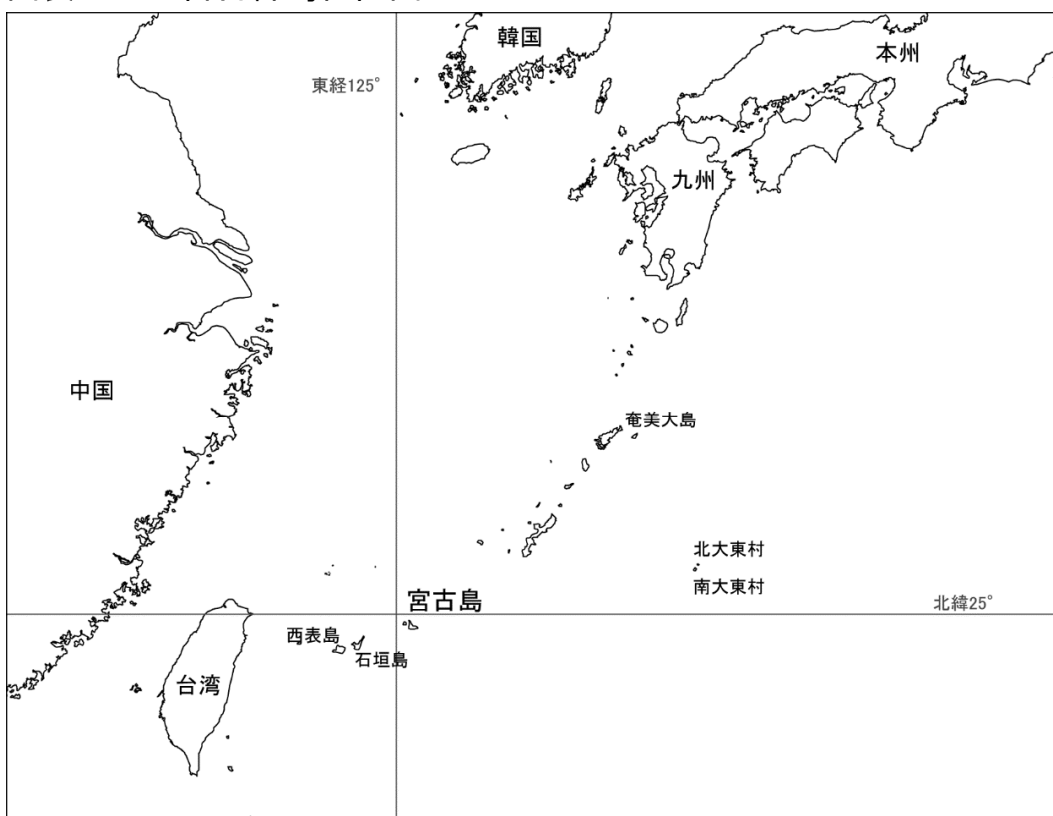 韓国
本州
東経125°
九州
中国
奄美大島
北大東村
南大東村
宮古島
北緯25°
西表島
石垣島
台湾